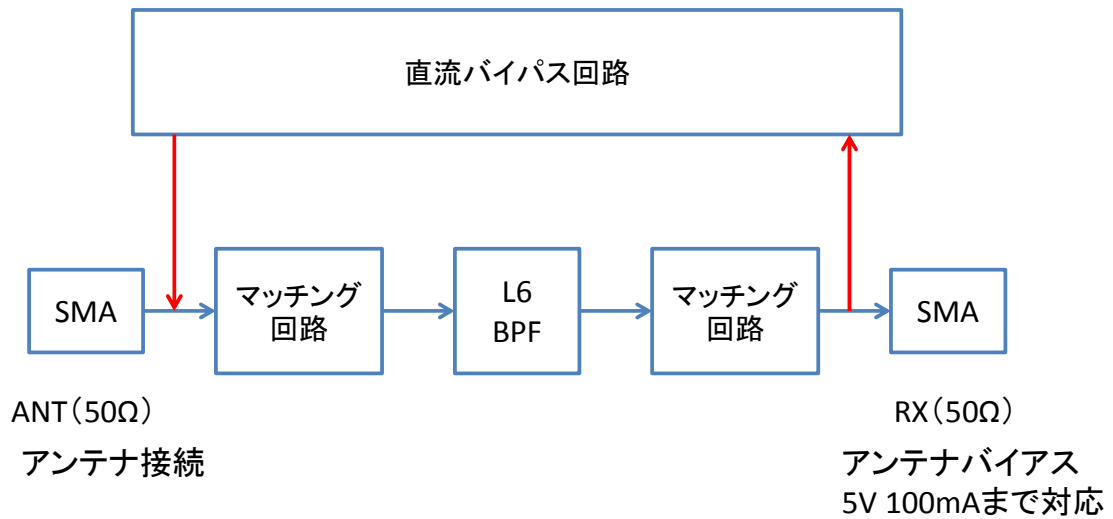 直流バイパス回路
SMA
マッチング
回路
L6
BPF
マッチング
回路
SMA
ANT(50Ω)
アンテナ接続
RX(50Ω)
アンテナバイアス
5V 100mAまで対応